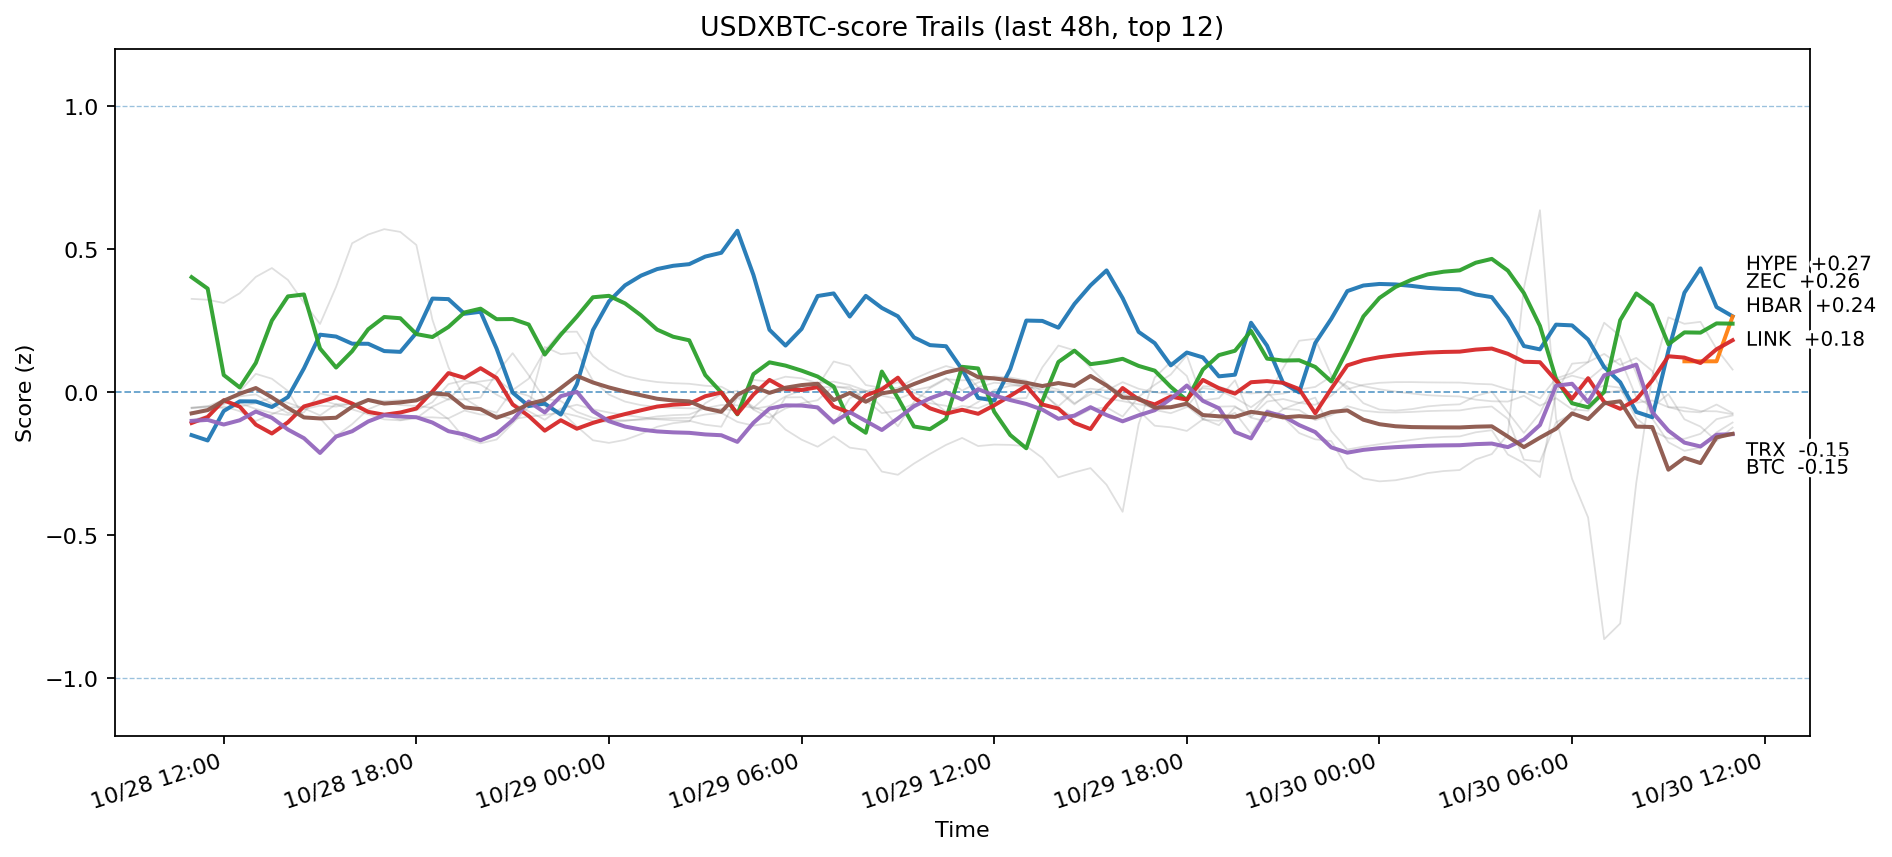 USDXBTC-score Trails (last 48h, top 12)
Score (z)
1.0
0.5
0.0
−0.5
−1.0
HYPE +0.27
ZEC +0.26
HBAR +0.24
LINK +0.18
TRX -0.15
BTC -0.15
10/28 12:00
10/28 18:00
10/29 00:00
10/29 06:00
10/29 12:00
10/29 18:00
10/30 00:00
10/30 06:00
10/30 12:00
Time